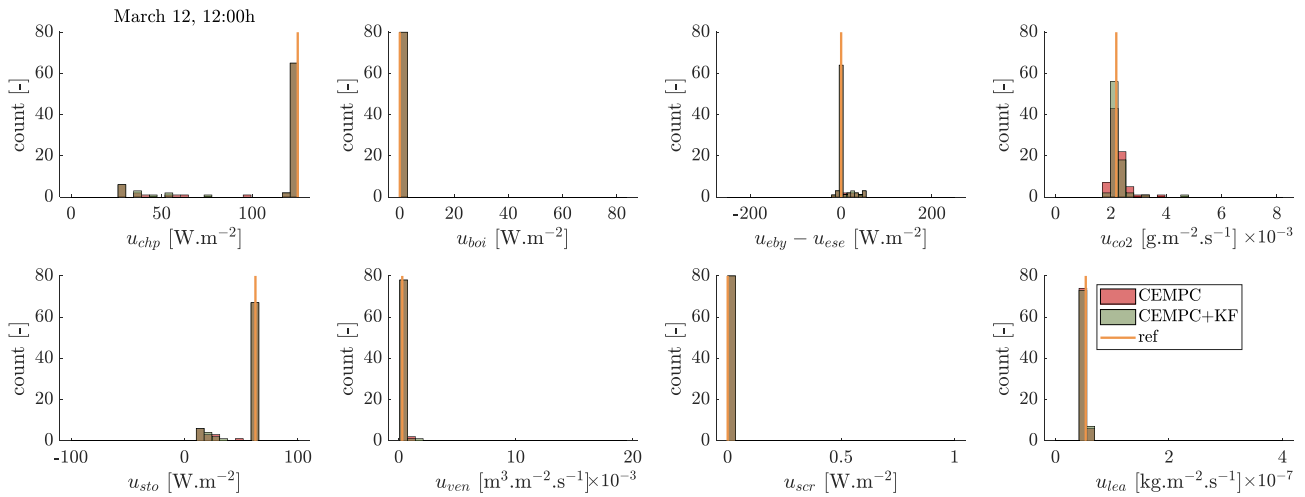 March 12, 12:00h
count [-]
80
60
40
20
0
0 50 100
u_chp [W.m⁻²]
count [-]
80
60
40
20
0
0 20 40 60 80
u_boi [W.m⁻²]
count [-]
80
60
40
20
0
-200 0 200
u_eby − u_ese [W.m⁻²]
count [-]
80
60
40
20
0
0 2 4 6 8
u_co2 [g.m⁻².s⁻¹] ×10⁻³
count [-]
80
60
40
20
0
-100 0 100
u_sto [W.m⁻²]
count [-]
80
60
40
20
0
0 10 20
u_ven [m³.m⁻².s⁻¹] ×10⁻³
count [-]
80
60
40
20
0
0 0.5 1
u_scr [W.m⁻²]
count [-]
80
60
40
20
0
CEMPC
CEMPC+KF
ref
0 2 4
u_lea [kg.m⁻².s⁻¹] ×10⁻⁷